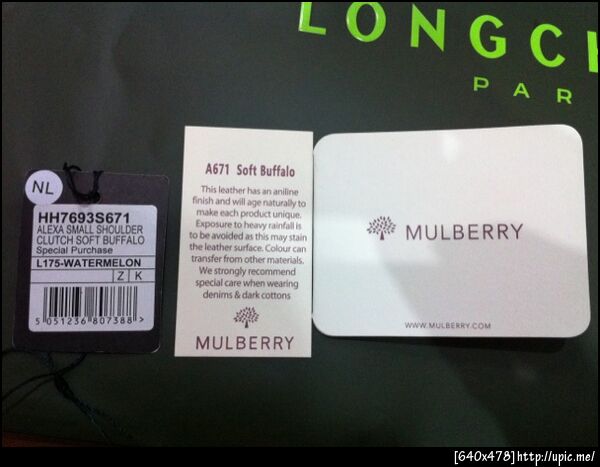 LONGCH
PAR
NL
HH7693S671
ALEXA SMALL SHOULDER
CLUTCH SOFT BUFFALO
Special Purchase
L175-WATERMELON
Z K
5 051236 807388 >
A671 Soft Buffalo
This leather has an aniline
finish and will age naturally to
make each product unique.
Exposure to heavy rainfall is
to be avoided as this may stain
the leather surface. Colour can
transfer from other materials.
We strongly recommend
special care when wearing
denims & dark cottons
MULBERRY
MULBERRY
WWW.MULBERRY.COM
[640x478]http://upic.me/